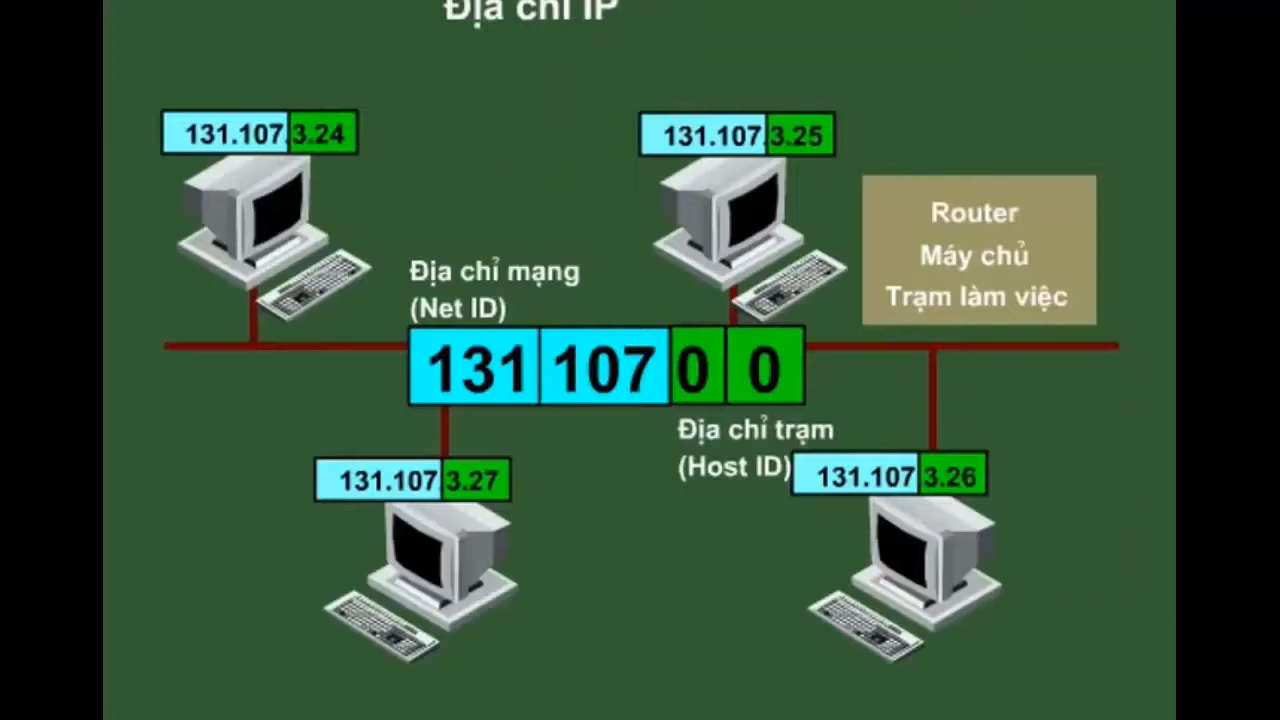 Địa chỉ IP
131.107.3.24
131.107.3.25
Router
Máy chủ
Trạm làm việc
Địa chỉ mạng
(Net ID)
131 107 0 0
Địa chỉ trạm
(Host ID)
131.107.3.27
131.107.3.26